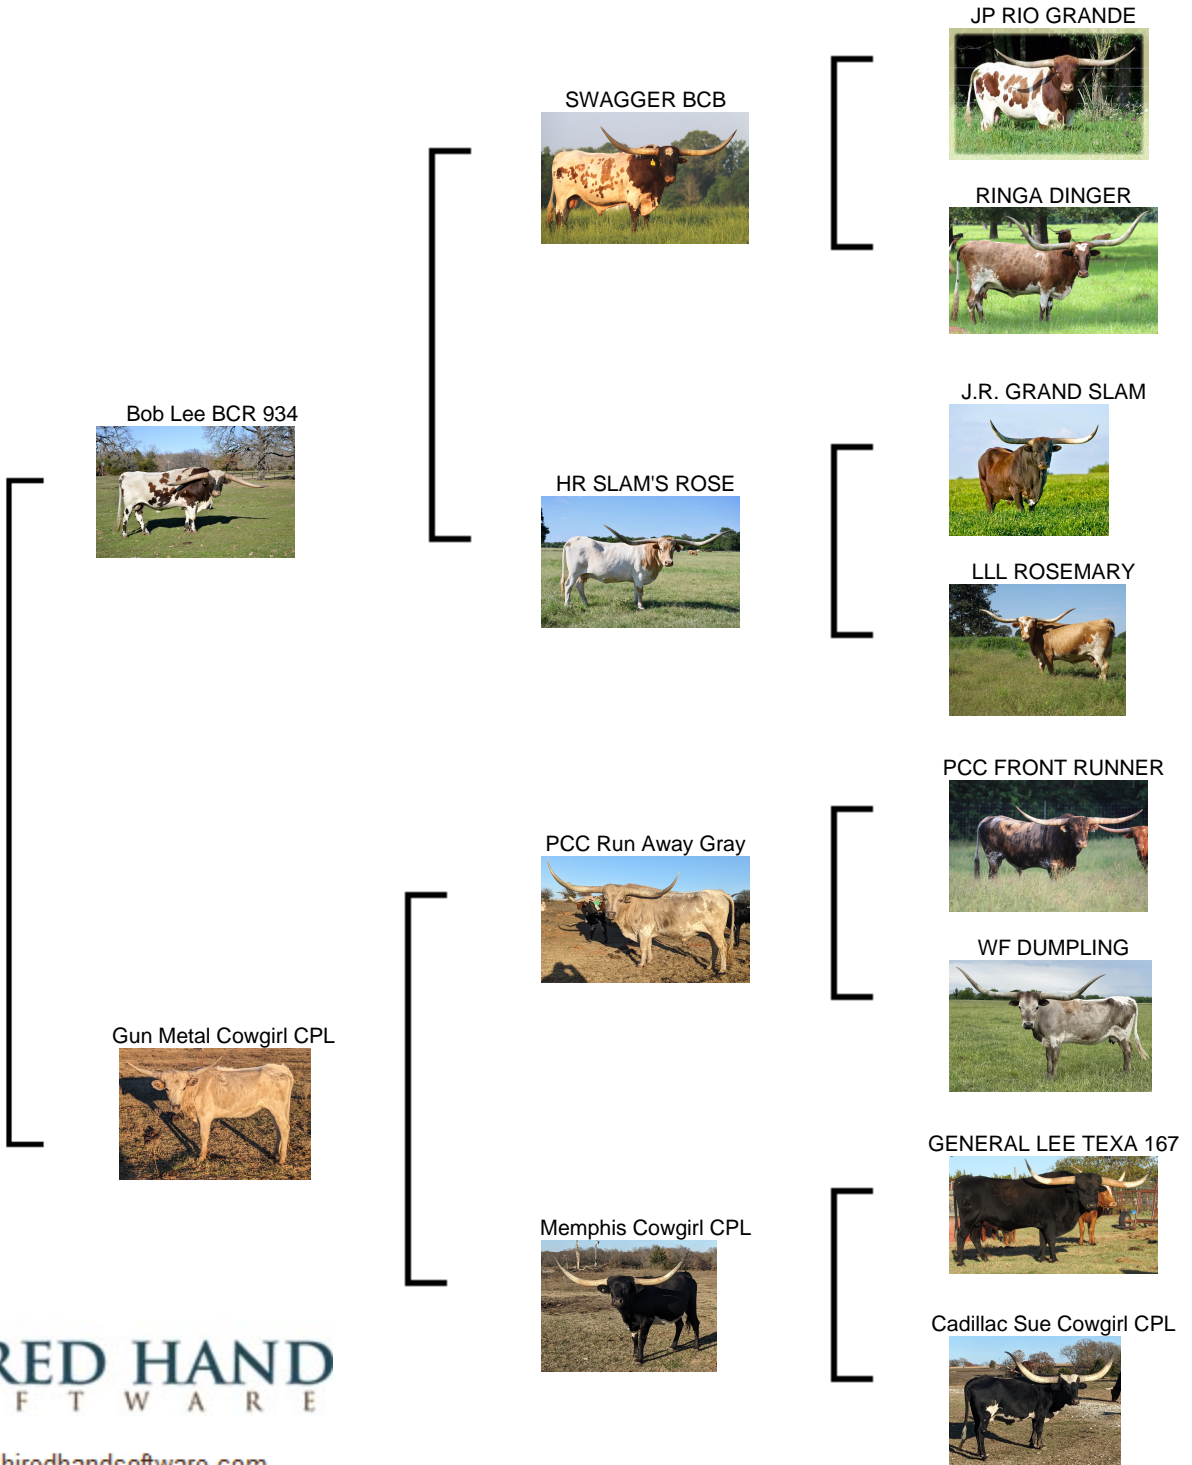 JP RIO GRANDE
SWAGGER BCB
RINGA DINGER
Bob Lee BCR 934
J.R. GRAND SLAM
HR SLAM'S ROSE
LLL ROSEMARY
PCC FRONT RUNNER
PCC Run Away Gray
WF DUMPLING
Gun Metal Cowgirl CPL
GENERAL LEE TEXA 167
Memphis Cowgirl CPL
Cadillac Sue Cowgirl CPL
RED HAND
F T W A R E
hiredhandsoftware.com